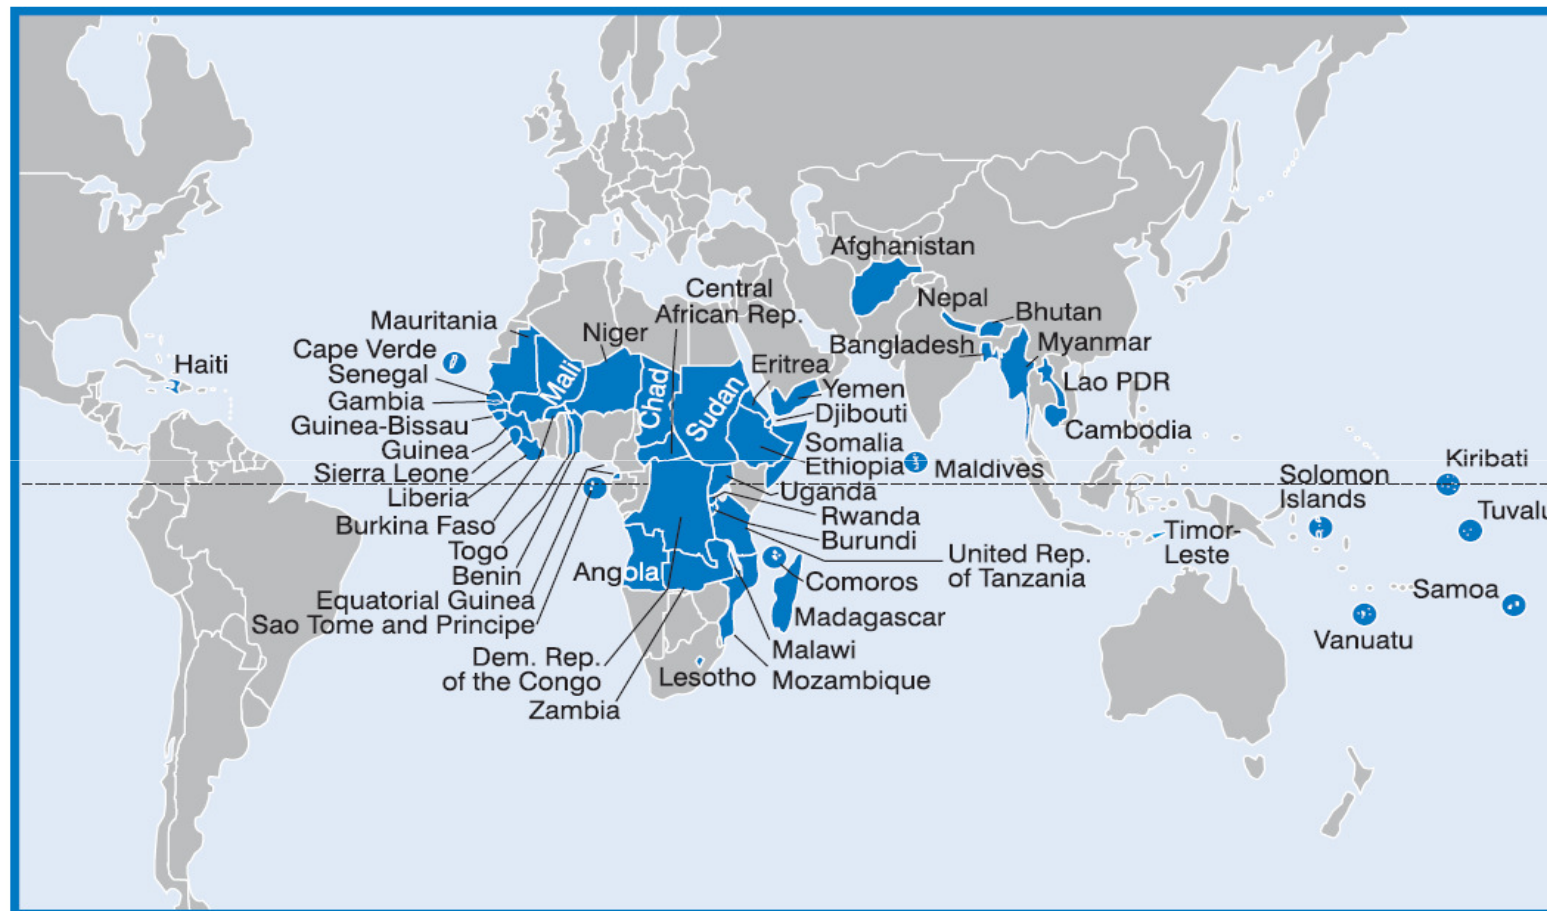 Afghanistan
Central
African Rep.
Nepal
Bhutan
Mauritania
Niger
Cape Verde
Bangladesh
Myanmar
Haiti
Senegal
Mali
Chad
Sudan
Eritrea
Yemen
Lao PDR
Gambia
Djibouti
Guinea-Bissau
Cambodia
Guinea
Somalia
Sierra Leone
Ethiopia
Maldives
Kiribati
Liberia
Uganda
Solomon
Islands
Burkina Faso
Rwanda
Tuvalu
Togo
Burundi
Timor-
Leste
Benin
Angola
United Rep.
of Tanzania
Comoros
Equatorial Guinea
Samoa
Sao Tome and Principe
Madagascar
Vanuatu
Malawi
Dem. Rep.
of the Congo
Lesotho
Mozambique
Zambia